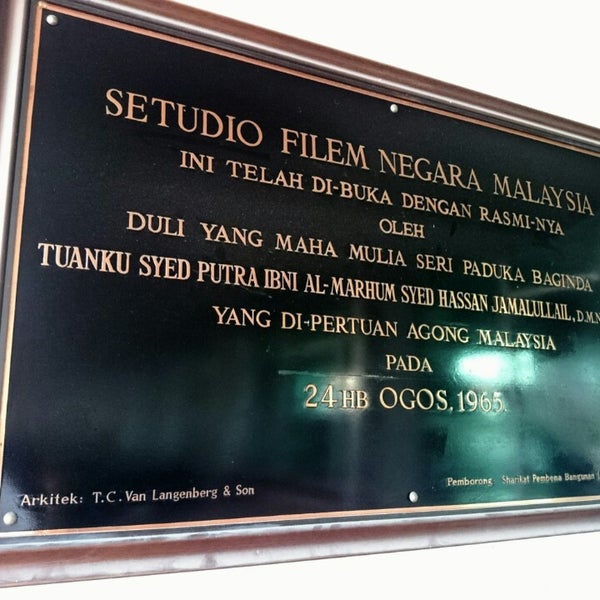 SETUDIO FILEM NEGARA MALAYSIA
INI TELAH DI-BUKA DENGAN RASMI-NYA
OLEH
DULI YANG MAHA MULIA SERI PADUKA BAGINDA
TUANKU SYED PUTRA IBNI AL-MARHUM SYED HASSAN JAMALULLAIL, D.M.N
YANG DI-PERTUAN AGONG MALAYSIA
PADA
24HB OGOS, 1965.
Arkitek: T.C. Van Langenberg & Son
Pemborong: Sharikat Pembena Bangunan